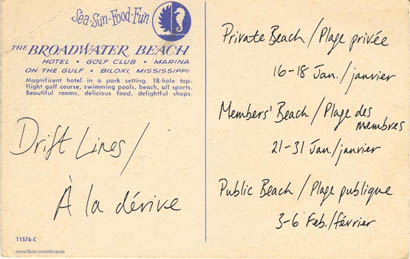 Sea-Sun-Food-Fun
THE BROADWATER BEACH
HOTEL • GOLF CLUB • MARINA
ON THE GULF • BILOXI, MISSISSIPPI
Magnificent hotel in a park setting. 18-hole top-
flight golf course, swimming pools, beach, all sports.
Beautiful rooms, delicious food, delightful shops.
Drift Lines/
À la dérive
11576-C
Private Beach/Plage privée
16-18 Jan./janvier
Members' Beach/Plage des
membres
21-31 Jan/janvier
Public Beach/Plage publique
3-6 Feb./février